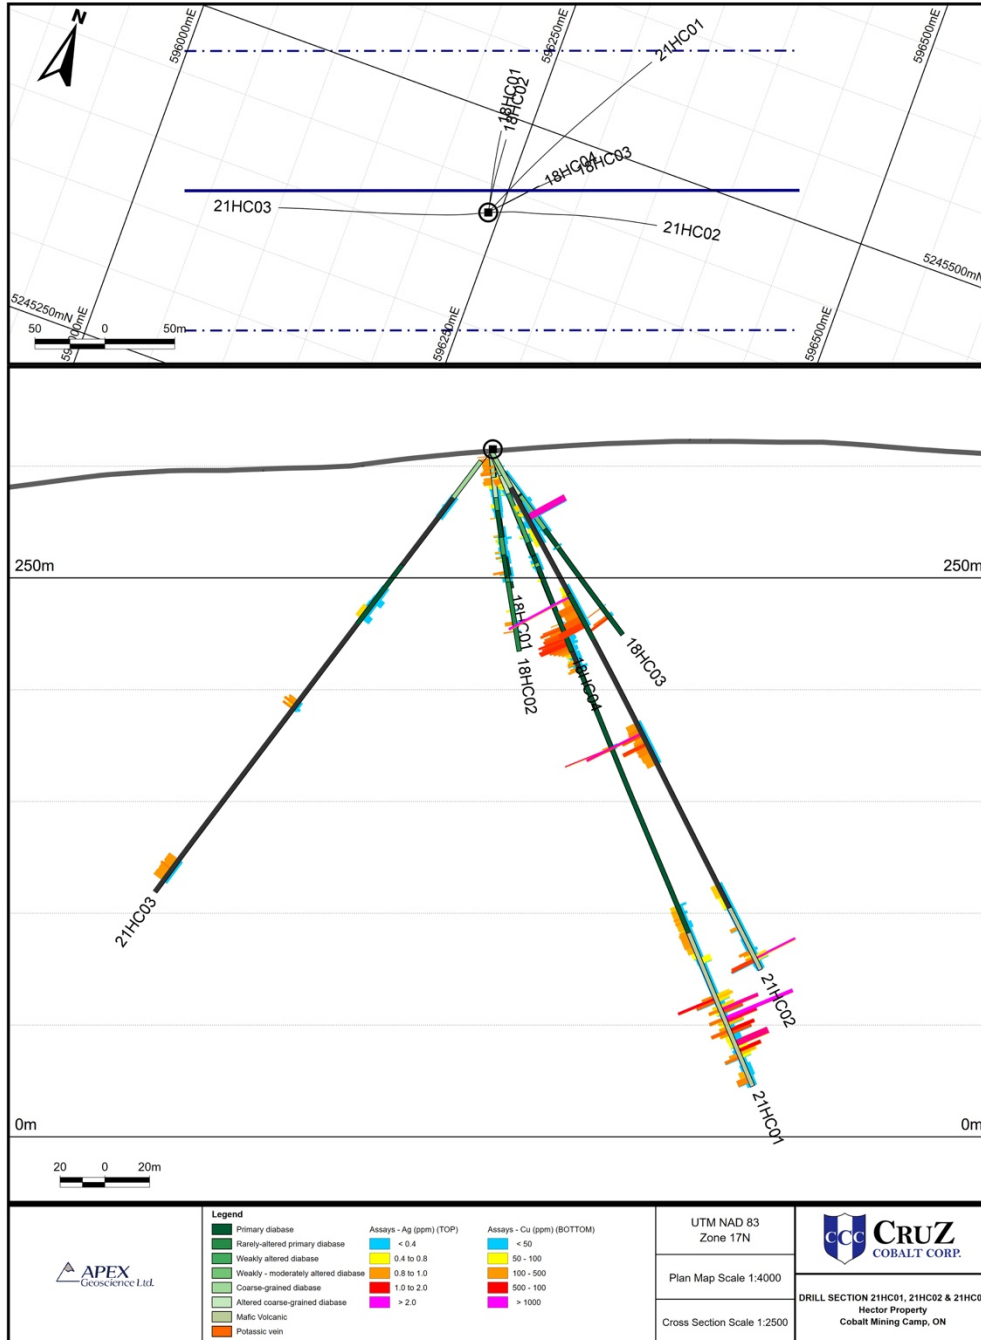 N
596000mE
596250mE
596500mE
21HC01
18HC01
18HC02
18HC04
18HC03
21HC03
21HC02
5245500mN
5245250mN
50 0 50m
596250mE
596500mE
250m 250m
18HC01
18HC02
18HC04
18HC03
21HC03
21HC02
21HC01
0m 0m
20 0 20m
Legend
Primary diabase
Rarely-altered primary diabase
Weakly altered diabase
Weakly - moderately altered diabase
Coarse-grained diabase
Altered coarse-grained diabase
Mafic Volcanic
Potassic vein
Assays - Ag (ppm) (TOP)
< 0.4
0.4 to 0.8
0.8 to 1.0
1.0 to 2.0
> 2.0
Assays - Cu (ppm) (BOTTOM)
< 50
50 - 100
100 - 500
500 - 100
> 1000
APEX
Geoscience Ltd.
UTM NAD 83
Zone 17N
Plan Map Scale 1:4000
Cross Section Scale 1:2500
CCC
CRUZ
COBALT CORP.
DRILL SECTION 21HC01, 21HC02 & 21HC0
Hector Property
Cobalt Mining Camp, ON